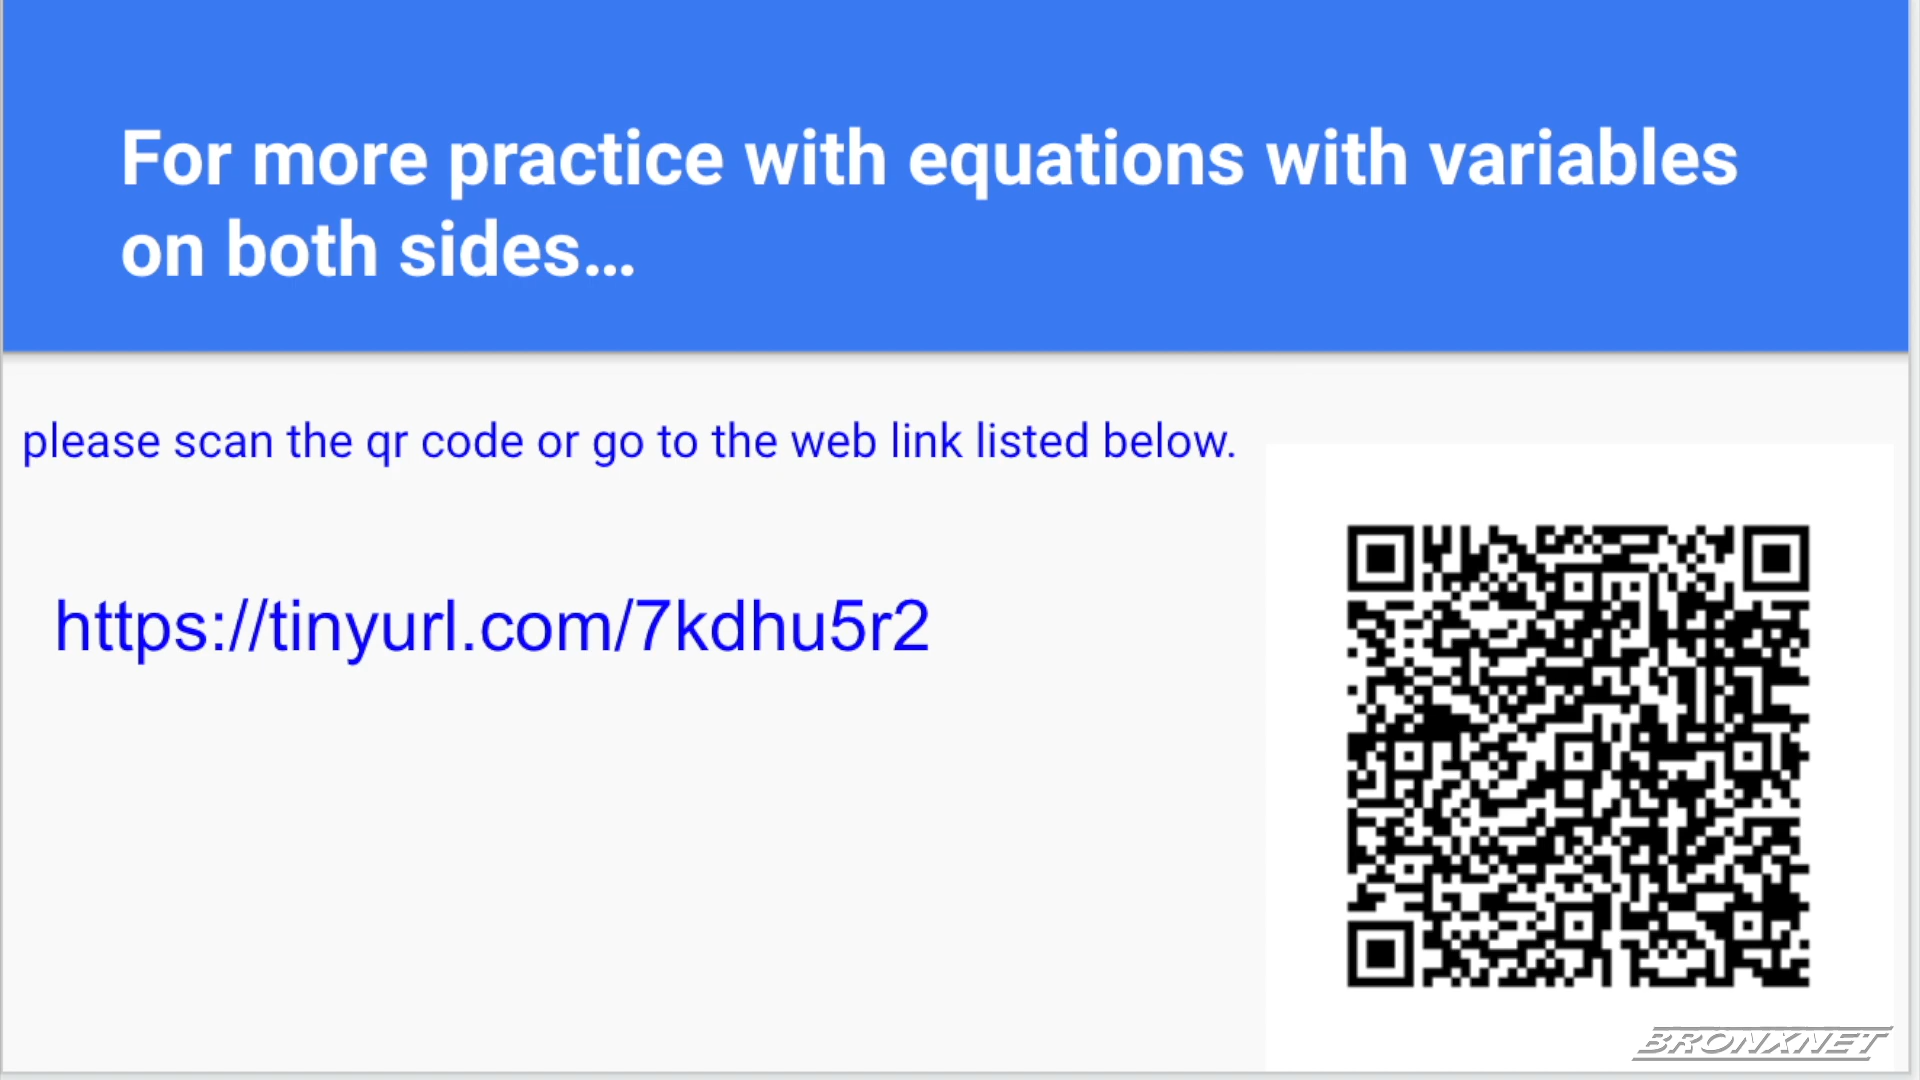 For more practice with equations with variables
on both sides…
please scan the qr code or go to the web link listed below.
https://tinyurl.com/7kdhu5r2
BRONXNET